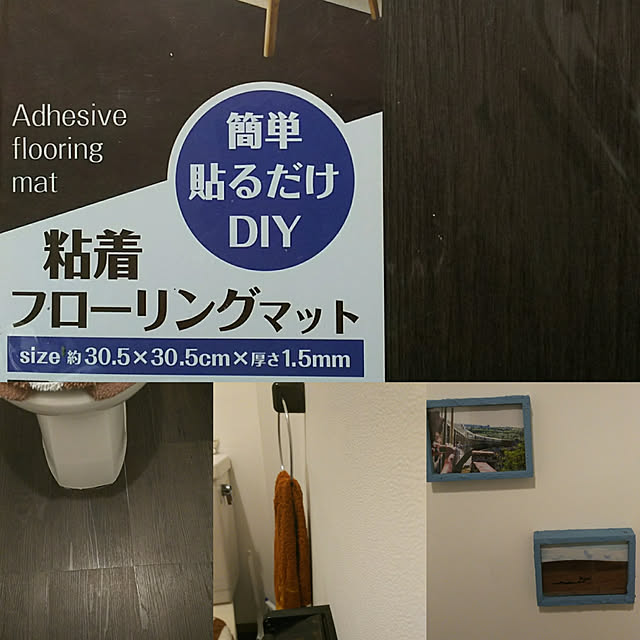 Adhesive
flooring
mat
簡単
貼るだけ
DIY
粘着
フローリングマット
size 約30.5×30.5cm×厚さ1.5mm